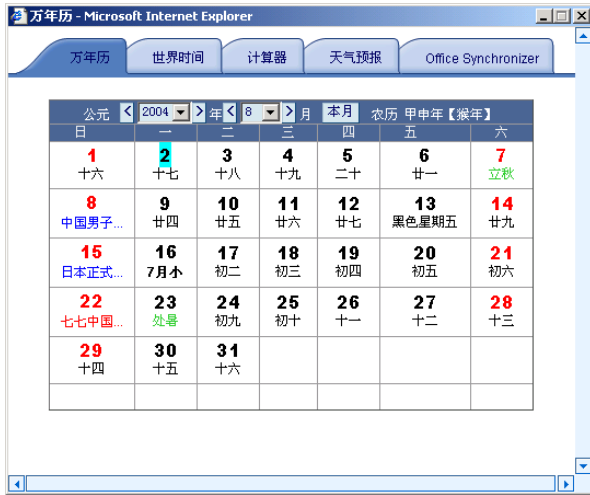 万年历 - Microsoft Internet Explorer
万年历 世界时间 计算器 天气预报 Office Synchronizer
公元 < 2004 > 年 < 8 > 月 本月 农历 甲申年【猴年】
日 一 二 三 四 五 六
1 2 3 4 5 6 7
十六 十七 十八 十九 二十 廿一 立秋
8 9 10 11 12 13 14
中国男子... 廿四 廿五 廿六 廿七 黑色星期五 廿九
15 16 17 18 19 20 21
日本正式... 7月小 初二 初三 初四 初五 初六
22 23 24 25 26 27 28
七七中国... 处暑 初九 初十 十一 十二 十三
29 30 31
十四 十五 十六